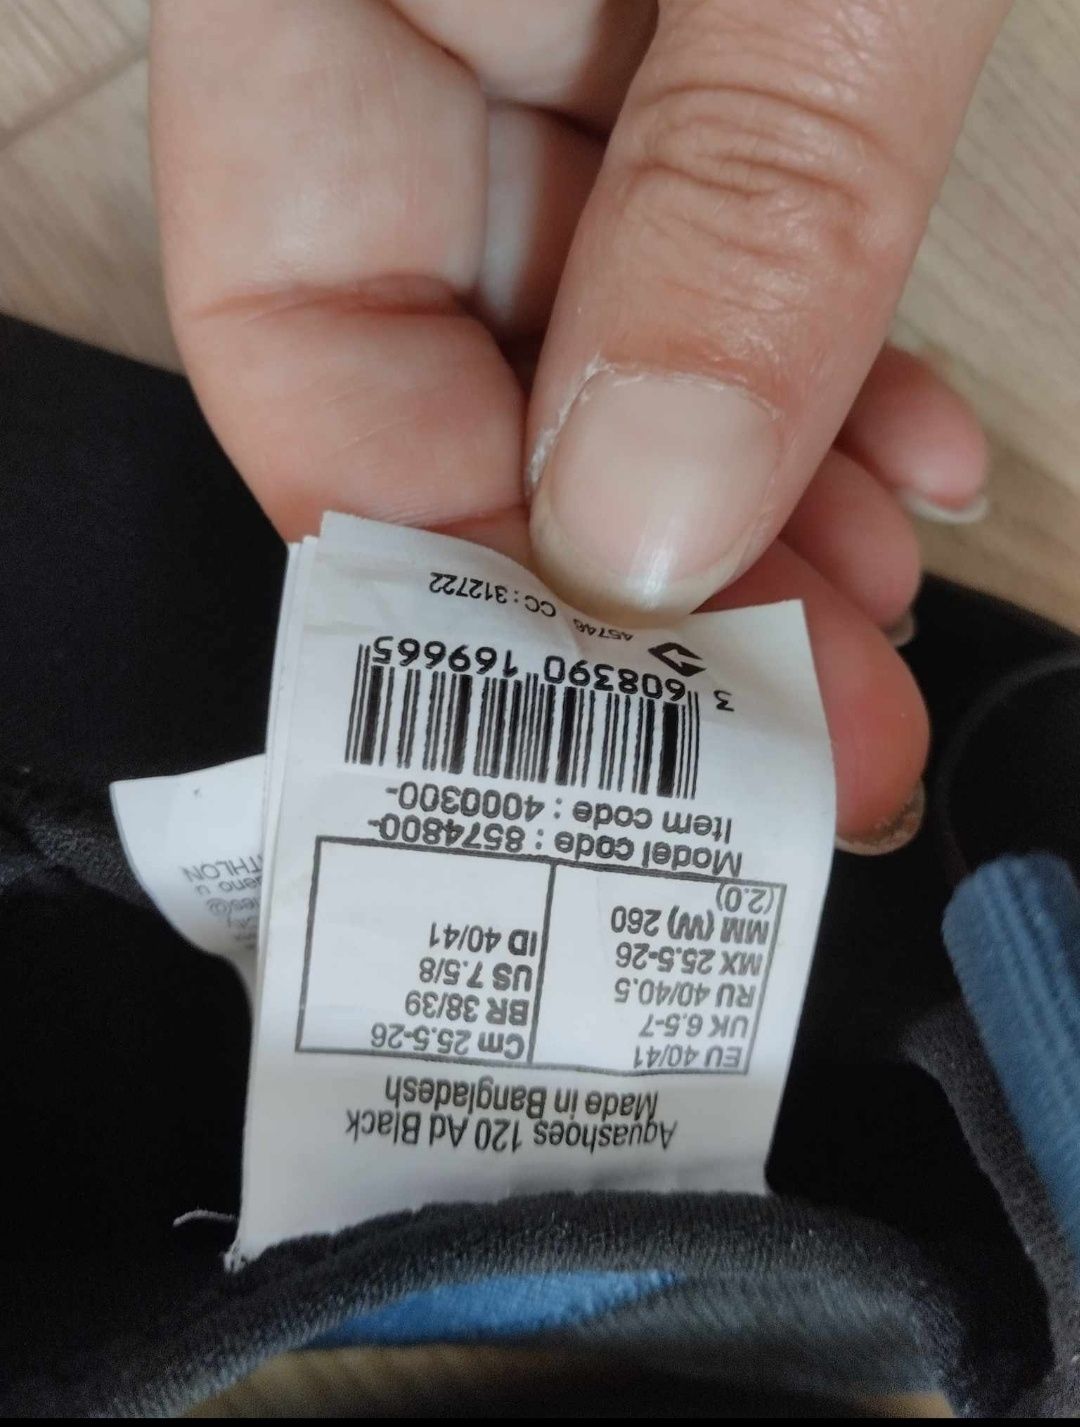 Aquashoes 120 Ad Black
Made in Bangladesh
EU 40/41
UK 6.5-7
RU 40/40.5
MX 25.5-26
MM (W) 260
(2.0)
Cm 25.5-26
BR 38/39
US 7.5/8
ID 40/41
Model code : 8574800-
Item code : 4000300-
3 608390 169665
45746 CC : 312722
THLON